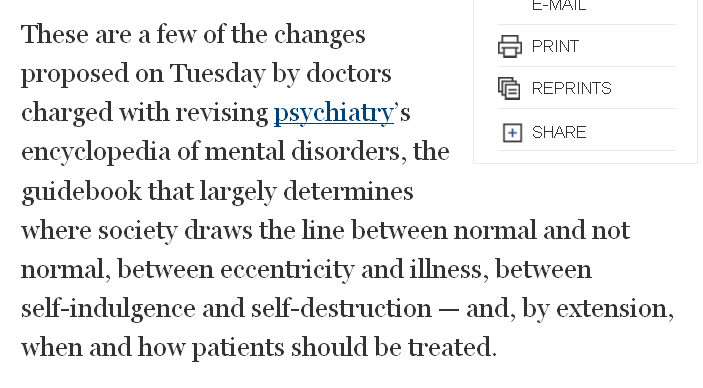 E-MAIL
These are a few of the changes
PRINT
proposed on Tuesday by doctors
REPRINTS
charged with revising psychiatry's
SHARE
encyclopedia of mental disorders, the
guidebook that largely determines
where society draws the line between normal and not
normal, between eccentricity and illness, between
self-indulgence and self-destruction — and, by extension,
when and how patients should be treated.